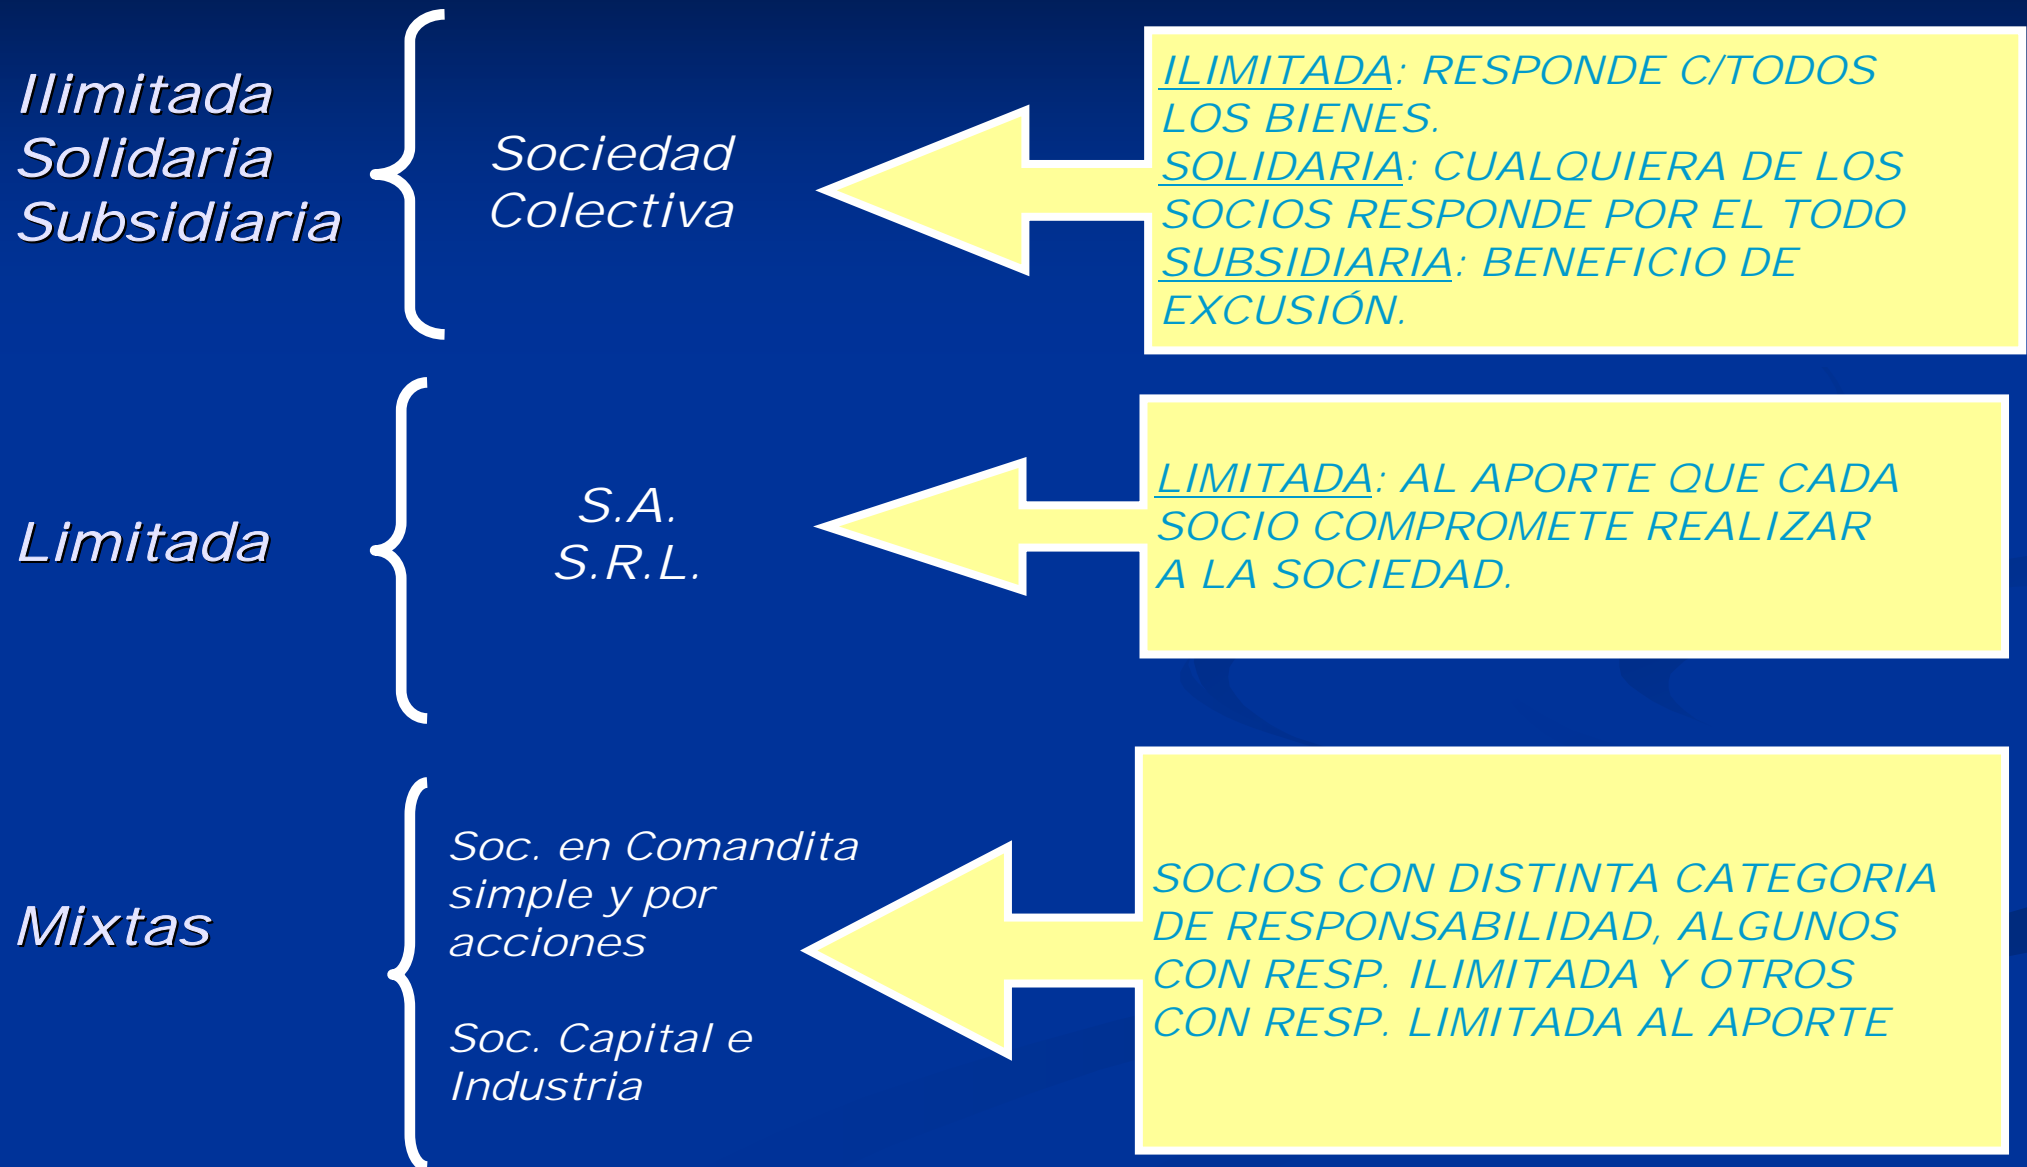 Ilimitada
Solidaria
Subsidiaria
Sociedad
Colectiva
ILIMITADA: RESPONDE C/TODOS
LOS BIENES.
SOLIDARIA: CUALQUIERA DE LOS
SOCIOS RESPONDE POR EL TODO
SUBSIDIARIA: BENEFICIO DE
EXCUSIÓN.
Limitada
S.A.
S.R.L.
LIMITADA: AL APORTE QUE CADA
SOCIO COMPROMETE REALIZAR
A LA SOCIEDAD.
Mixtas
Soc. en Comandita
simple y por
acciones
Soc. Capital e
Industria
SOCIOS CON DISTINTA CATEGORIA
DE RESPONSABILIDAD, ALGUNOS
CON RESP. ILIMITADA Y OTROS
CON RESP. LIMITADA AL APORTE